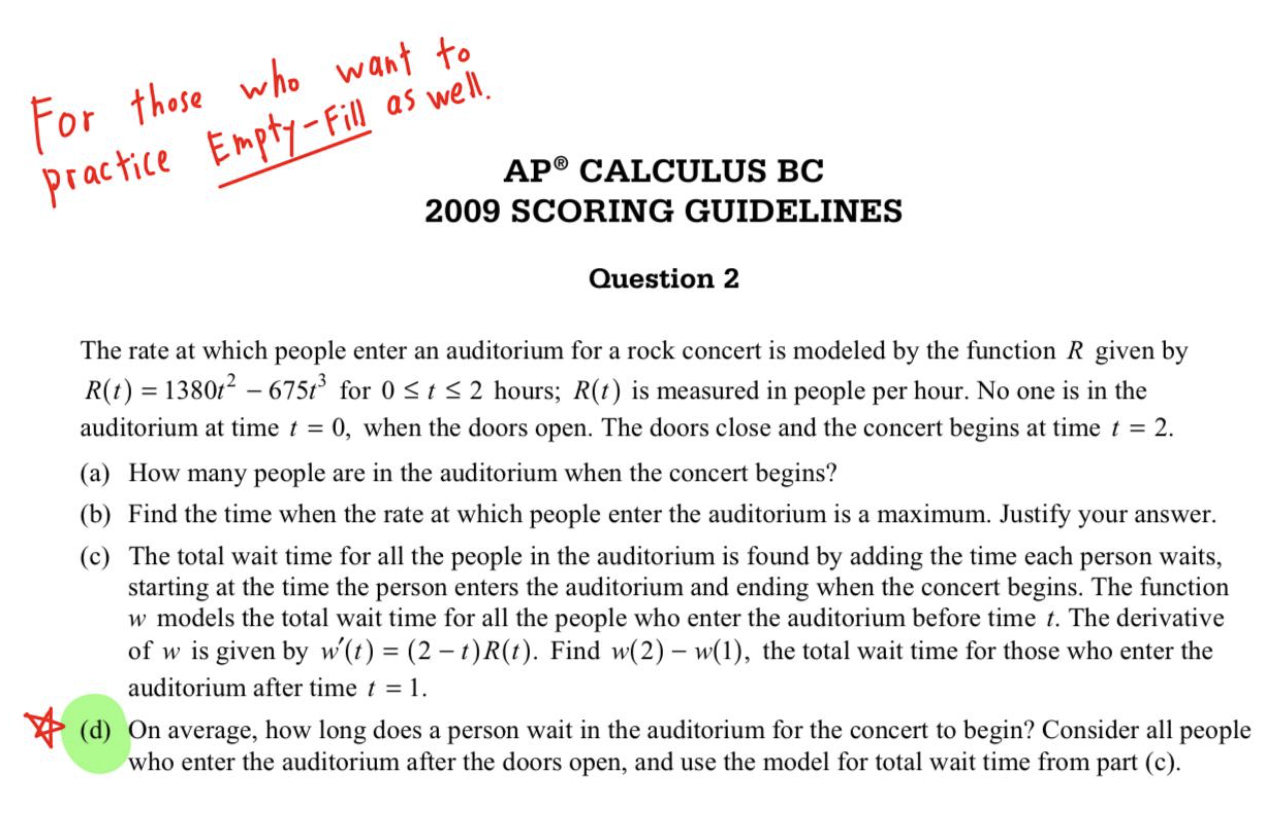 For those who want to
practice Empty-Fill as well.
AP® CALCULUS BC
2009 SCORING GUIDELINES
Question 2
The rate at which people enter an auditorium for a rock concert is modeled by the function R given by
R(t) = 1380t² − 675t³ for 0 ≤ t ≤ 2 hours; R(t) is measured in people per hour. No one is in the
auditorium at time t = 0, when the doors open. The doors close and the concert begins at time t = 2.
(a) How many people are in the auditorium when the concert begins?
(b) Find the time when the rate at which people enter the auditorium is a maximum. Justify your answer.
(c) The total wait time for all the people in the auditorium is found by adding the time each person waits,
starting at the time the person enters the auditorium and ending when the concert begins. The function
w models the total wait time for all the people who enter the auditorium before time t. The derivative
of w is given by w′(t) = (2 − t)R(t). Find w(2) − w(1), the total wait time for those who enter the
auditorium after time t = 1.
(d) On average, how long does a person wait in the auditorium for the concert to begin? Consider all people
who enter the auditorium after the doors open, and use the model for total wait time from part (c).